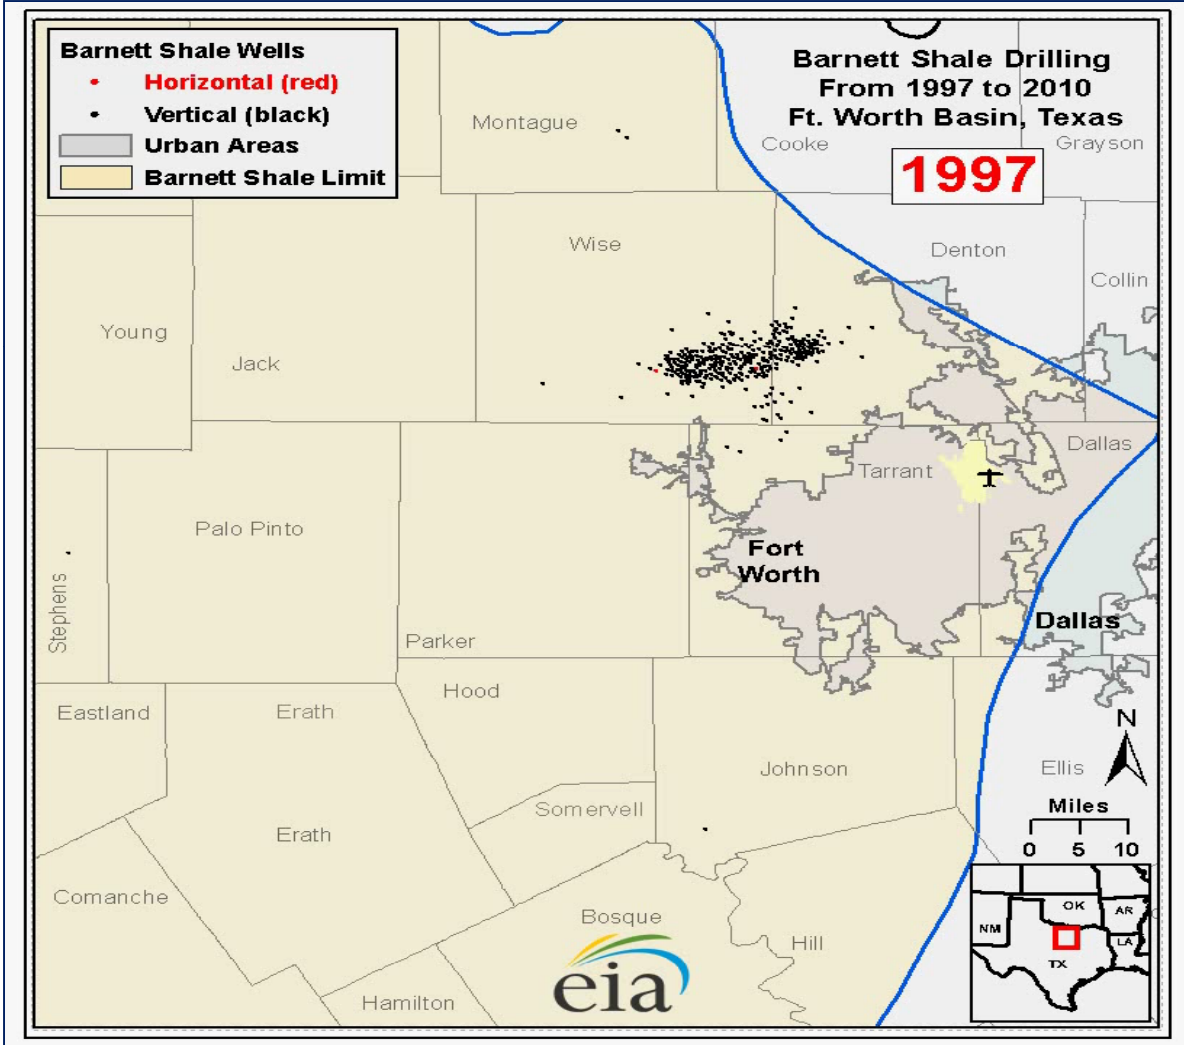 Barnett Shale Wells
Horizontal (red)
Vertical (black)
Urban Areas
Barnett Shale Limit
Barnett Shale Drilling
From 1997 to 2010
Ft. Worth Basin, Texas
1997
Montague
Cooke
Grayson
Wise
Denton
Collin
Young
Jack
Dallas
Tarrant
Palo Pinto
Fort
Worth
Stephens
Parker
Dallas
Hood
Eastland
Erath
N
Johnson
Ellis
Somervell
Miles
0 5 10
Erath
Comanche
Bosque
Hill
Hamilton
eia
OK
AR
NM
LA
TX